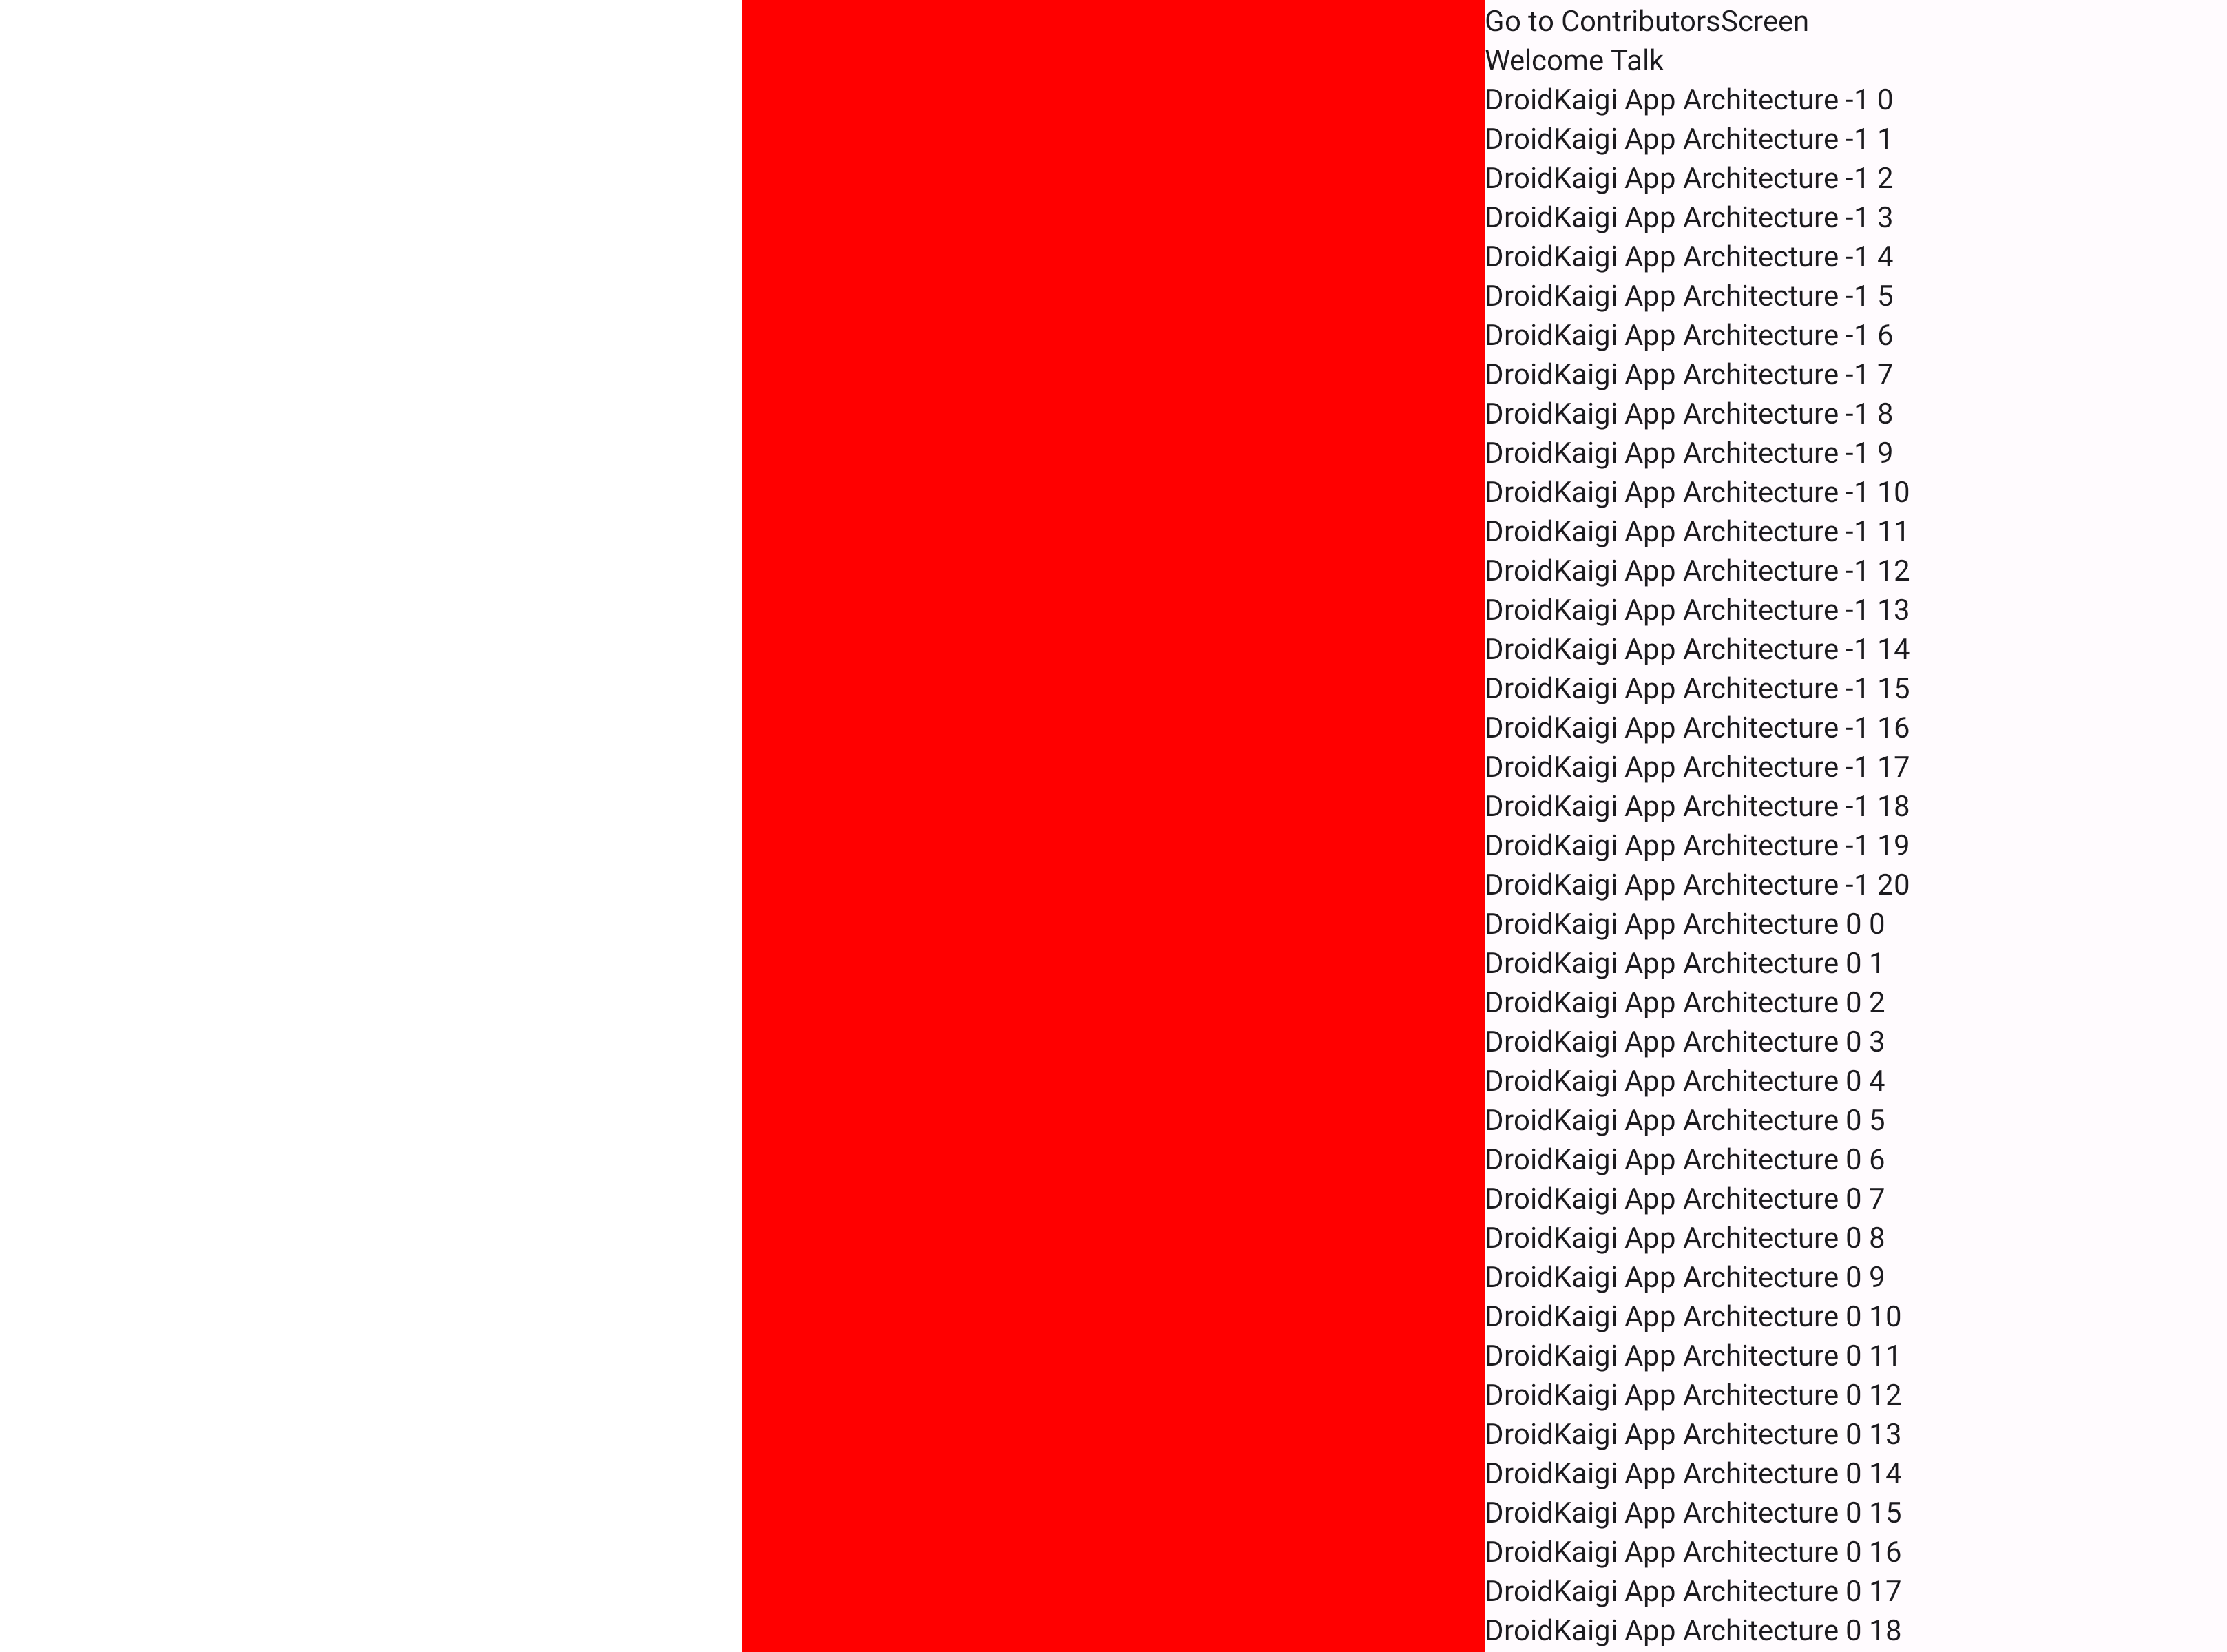 Go to ContributorsScreen
Welcome Talk
DroidKaigi App Architecture -1 0
DroidKaigi App Architecture -1 1
DroidKaigi App Architecture -1 2
DroidKaigi App Architecture -1 3
DroidKaigi App Architecture -1 4
DroidKaigi App Architecture -1 5
DroidKaigi App Architecture -1 6
DroidKaigi App Architecture -1 7
DroidKaigi App Architecture -1 8
DroidKaigi App Architecture -1 9
DroidKaigi App Architecture -1 10
DroidKaigi App Architecture -1 11
DroidKaigi App Architecture -1 12
DroidKaigi App Architecture -1 13
DroidKaigi App Architecture -1 14
DroidKaigi App Architecture -1 15
DroidKaigi App Architecture -1 16
DroidKaigi App Architecture -1 17
DroidKaigi App Architecture -1 18
DroidKaigi App Architecture -1 19
DroidKaigi App Architecture -1 20
DroidKaigi App Architecture 0 0
DroidKaigi App Architecture 0 1
DroidKaigi App Architecture 0 2
DroidKaigi App Architecture 0 3
DroidKaigi App Architecture 0 4
DroidKaigi App Architecture 0 5
DroidKaigi App Architecture 0 6
DroidKaigi App Architecture 0 7
DroidKaigi App Architecture 0 8
DroidKaigi App Architecture 0 9
DroidKaigi App Architecture 0 10
DroidKaigi App Architecture 0 11
DroidKaigi App Architecture 0 12
DroidKaigi App Architecture 0 13
DroidKaigi App Architecture 0 14
DroidKaigi App Architecture 0 15
DroidKaigi App Architecture 0 16
DroidKaigi App Architecture 0 17
DroidKaigi App Architecture 0 18